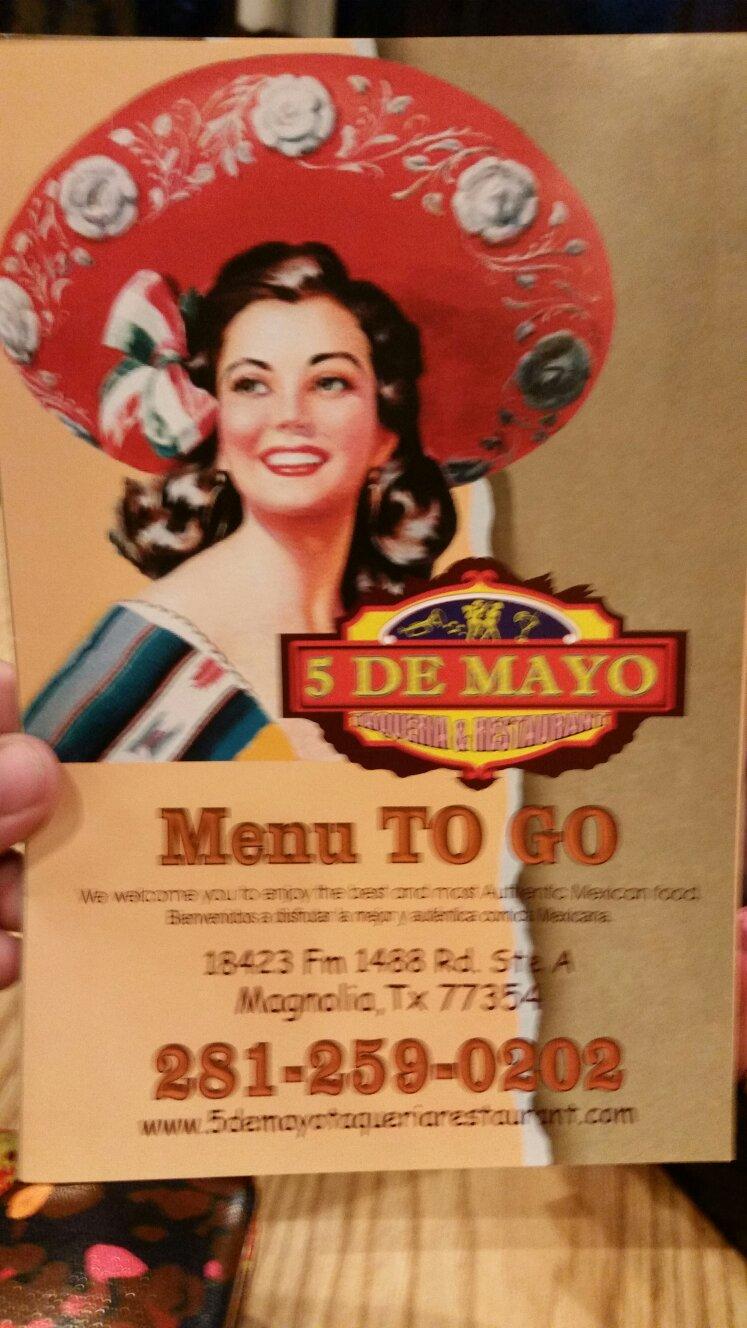 5 DE MAYO
TAQUERIA & RESTAURANT
Menu TO GO
We welcome you to enjoy the best and most Authentic Mexican food.
Bienvenidos a disfrutar la mejor y auténtica comida Mexicana.
18423 Fm 1488 Rd. Ste A
Magnolia, Tx 77354
281-259-0202
www.5demayotaqueriarestaurant.com